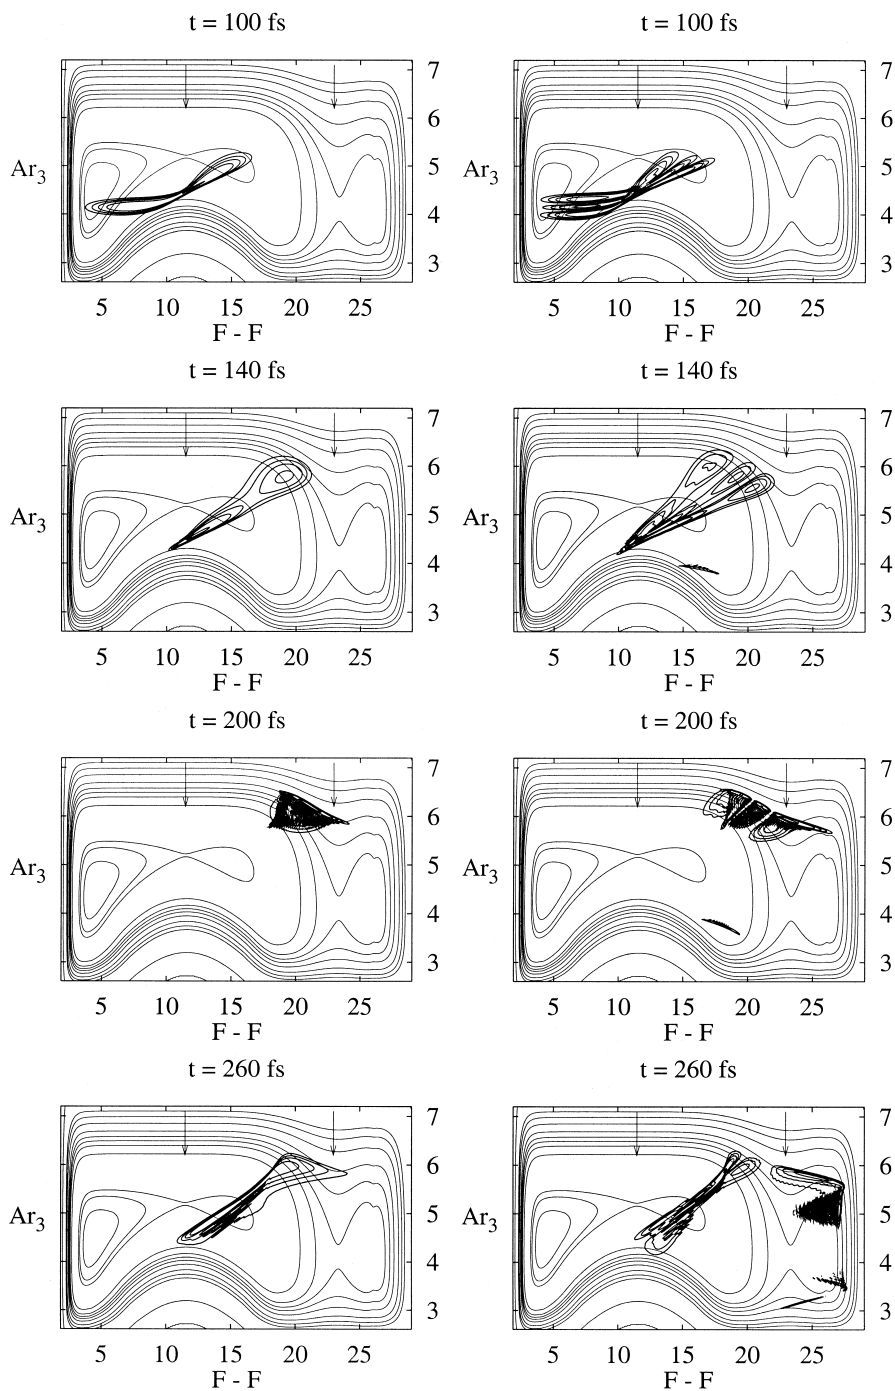 t = 100 fs t = 100 fs
7 7
6 6
Ar3 5 Ar3 5
4 4
3 3
5 10 15 20 25 5 10 15 20 25
F - F F - F
t = 140 fs t = 140 fs
7 7
6 6
Ar3 5 Ar3 5
4 4
3 3
5 10 15 20 25 5 10 15 20 25
F - F F - F
t = 200 fs t = 200 fs
7 7
6 6
Ar3 5 Ar3 5
4 4
3 3
5 10 15 20 25 5 10 15 20 25
F - F F - F
t = 260 fs t = 260 fs
7 7
6 6
Ar3 5 Ar3 5
4 4
3 3
5 10 15 20 25 5 10 15 20 25
F - F F - F